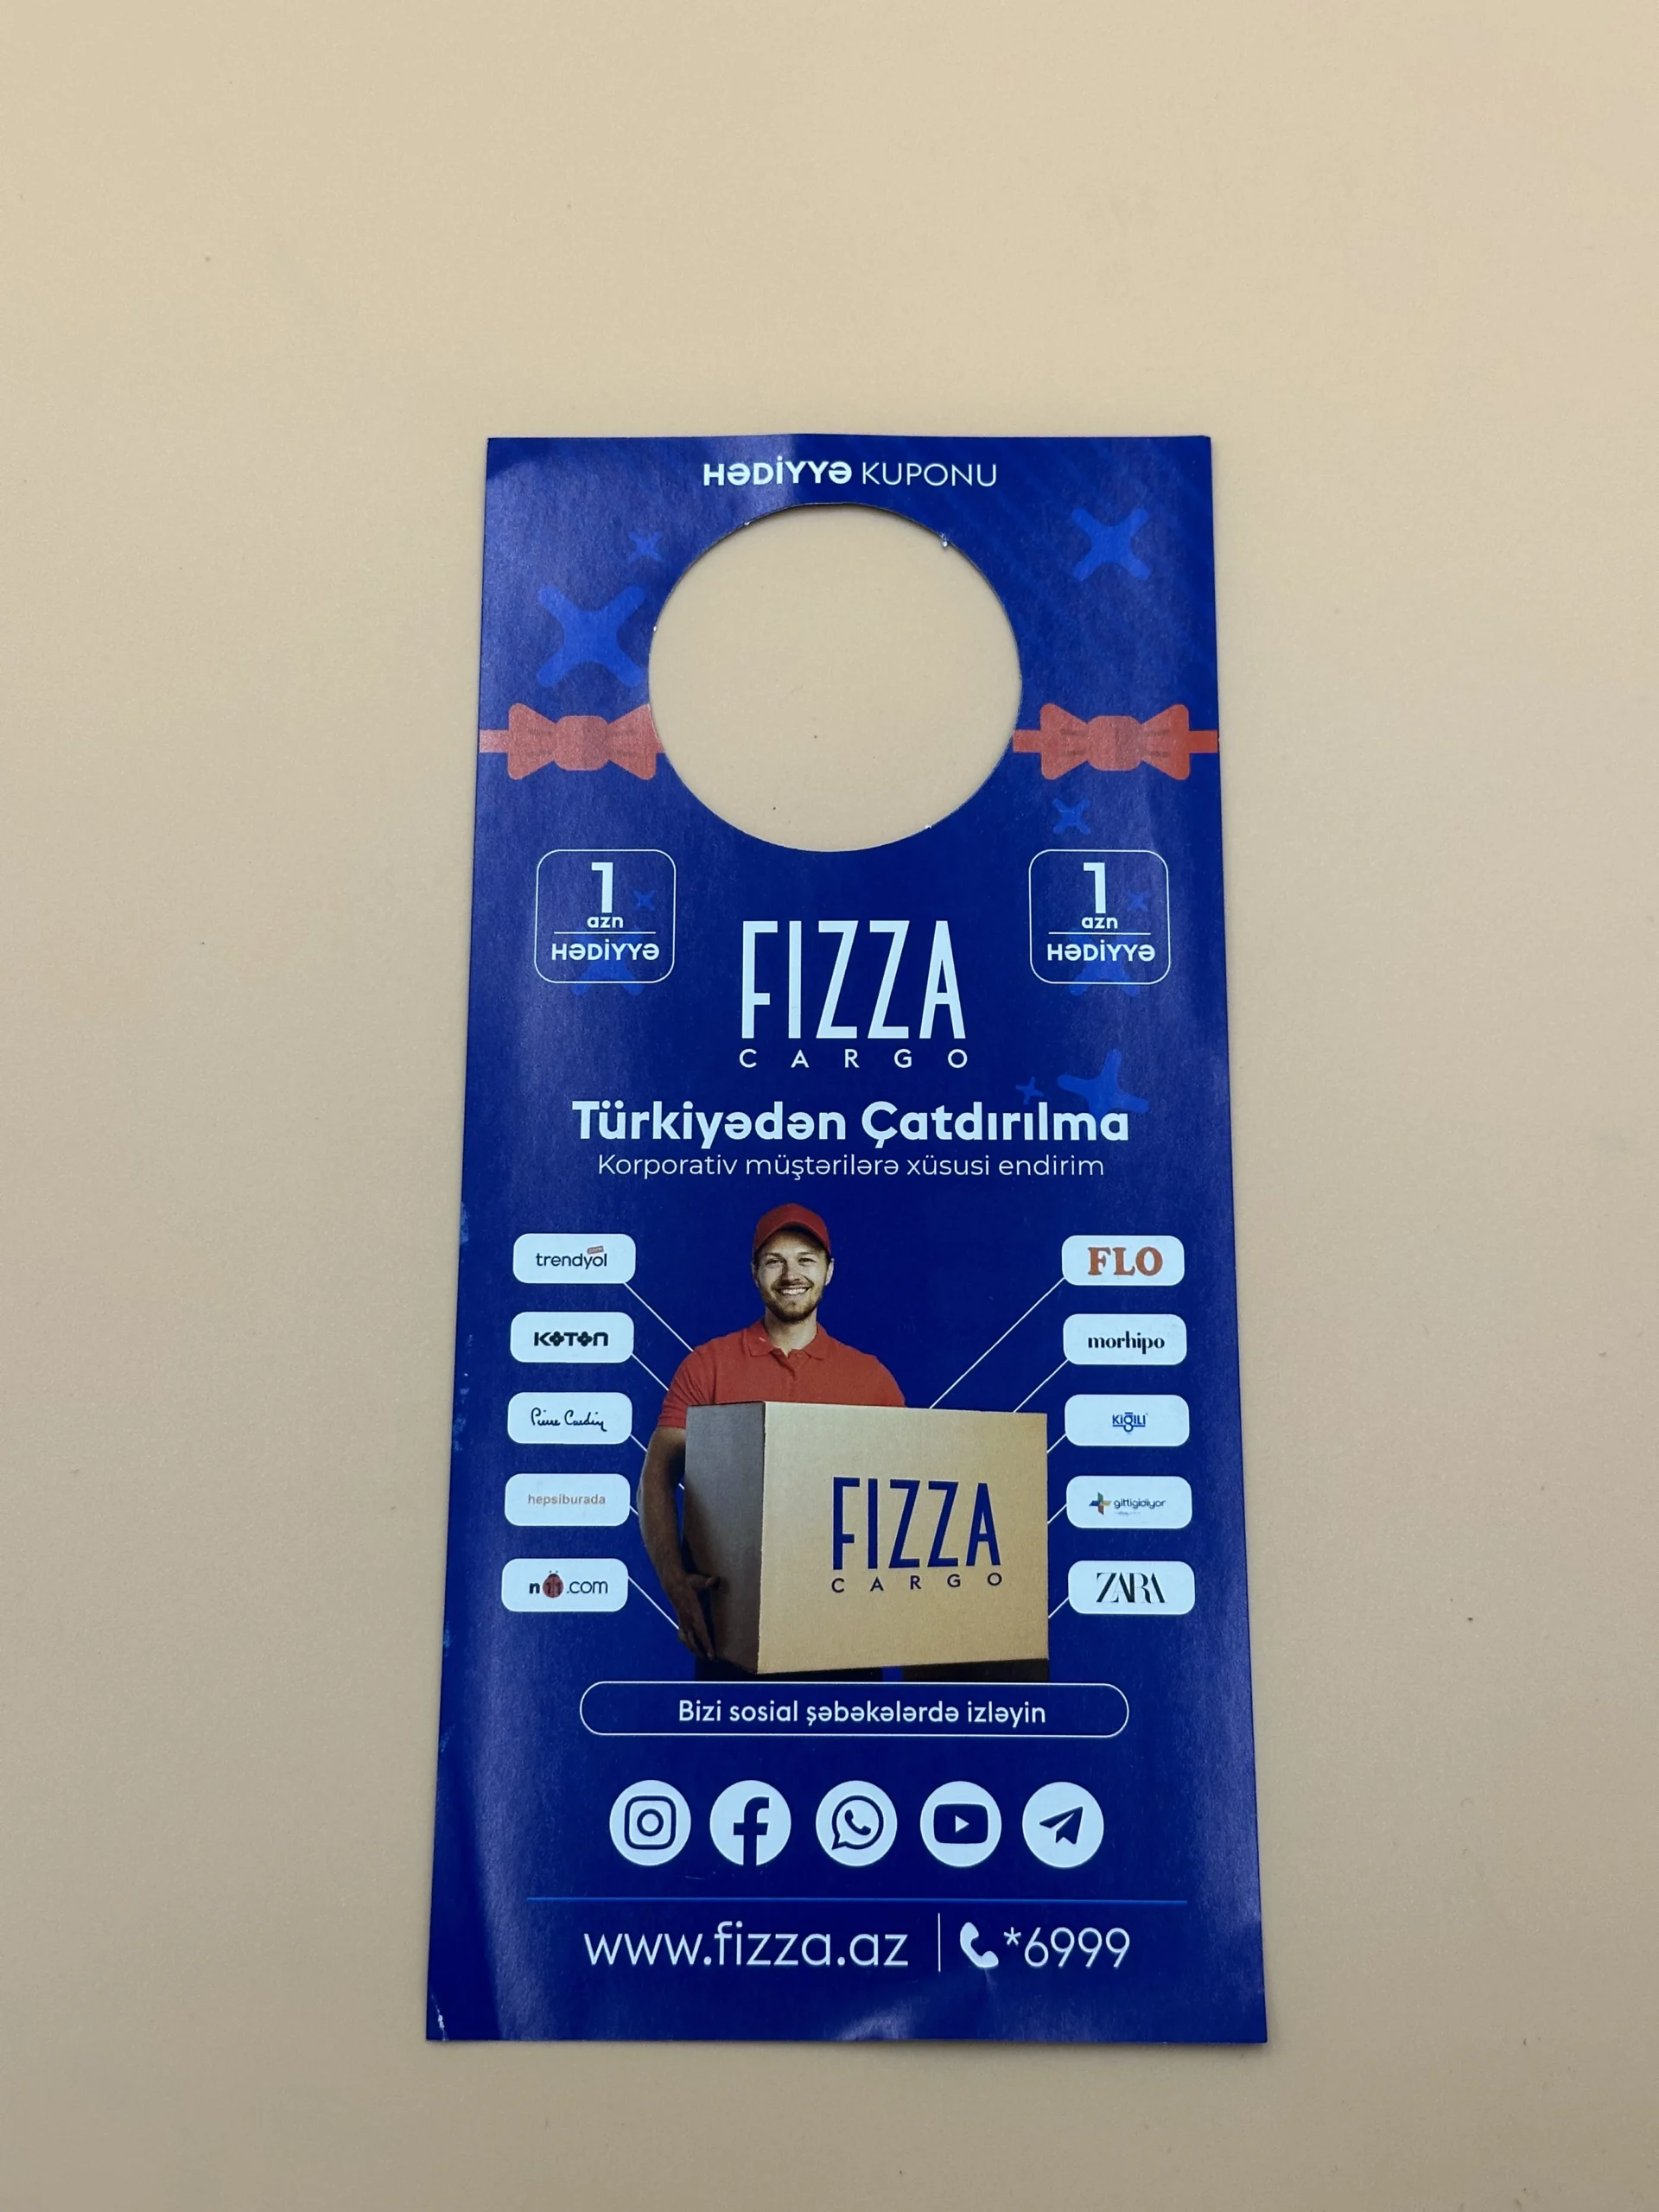 HƏDİYYƏ KUPONU
1
azn
HƏDİYYƏ
1
azn
HƏDİYYƏ
FIZZA
CARGO
Türkiyədən Çatdırılma
Korporativ müştərilərə xüsusi endirim
trendyol
KOTON
Pierre Cardin
hepsiburada
n11.com
FLO
morhipo
KİĞILI
gittigidiyor
ZARA
FIZZA
CARGO
Bizi sosial şəbəkələrdə izləyin
www.fizza.az
*6999